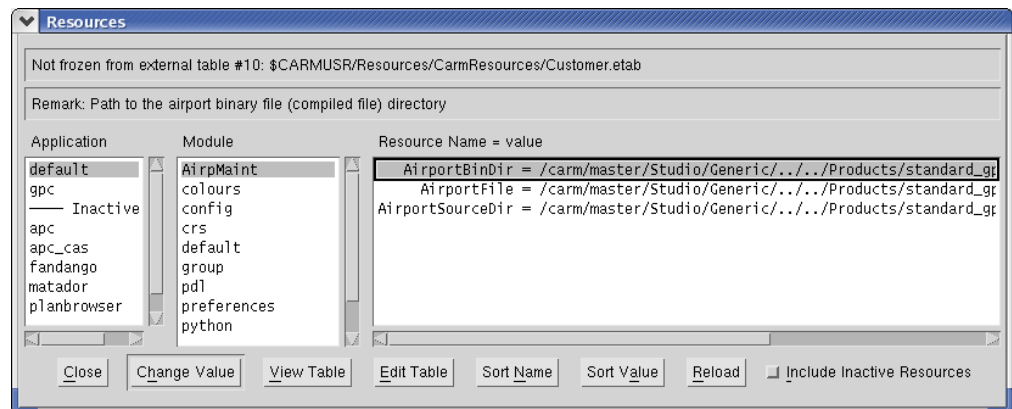 Resources
Not frozen from external table #10: $CARMUSR/Resources/CarmResources/Customer.etab
Remark: Path to the airport binary file (compiled file) directory
Application
default
gpc
Inactive
apc
apc_cas
fandango
matador
planbrowser
Module
AirpMaint
colours
config
crs
default
group
pdl
preferences
python
Resource Name = value
AirportBinDir = /carm/master/Studio/Generic/../../Products/standard_gp
AirportFile = /carm/master/Studio/Generic/../../Products/standard_gp
AirportSourceDir = /carm/master/Studio/Generic/../../Products/standard_gp
Close Change Value View Table Edit Table Sort Name Sort Value Reload Include Inactive Resources